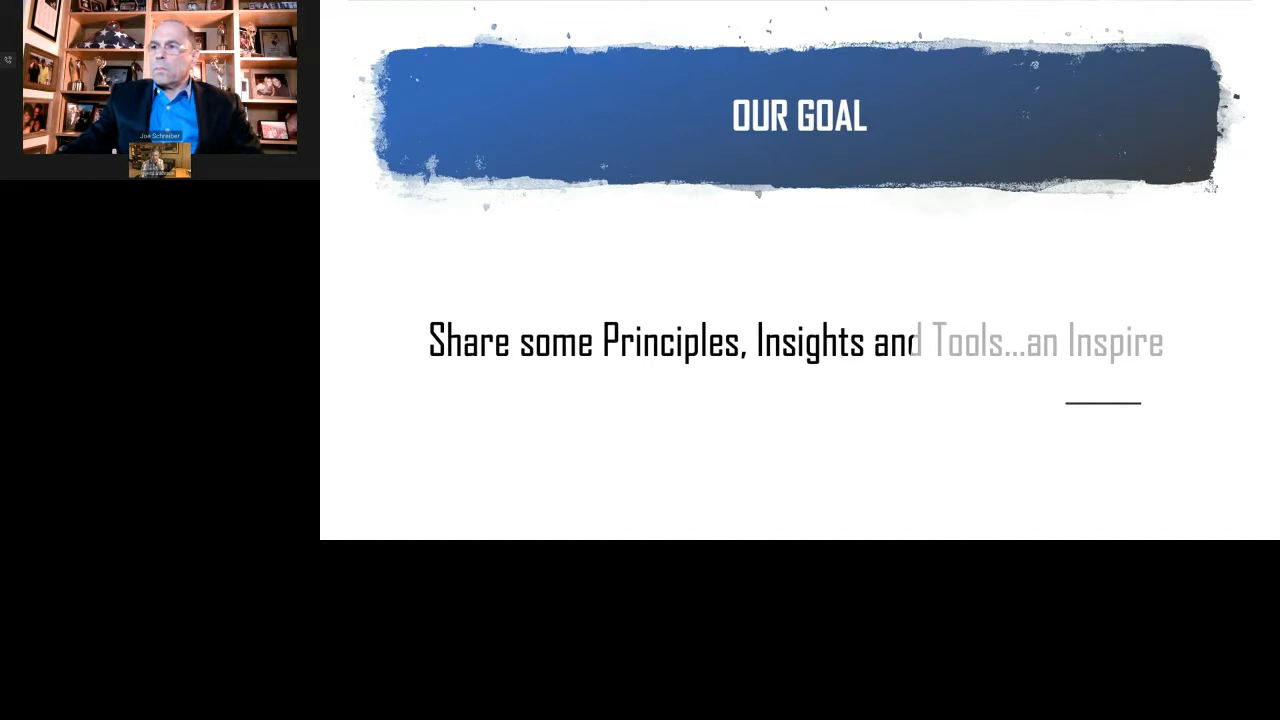 Joe Schreiber
OUR GOAL
Share some Principles, Insights and Tools...an Inspire